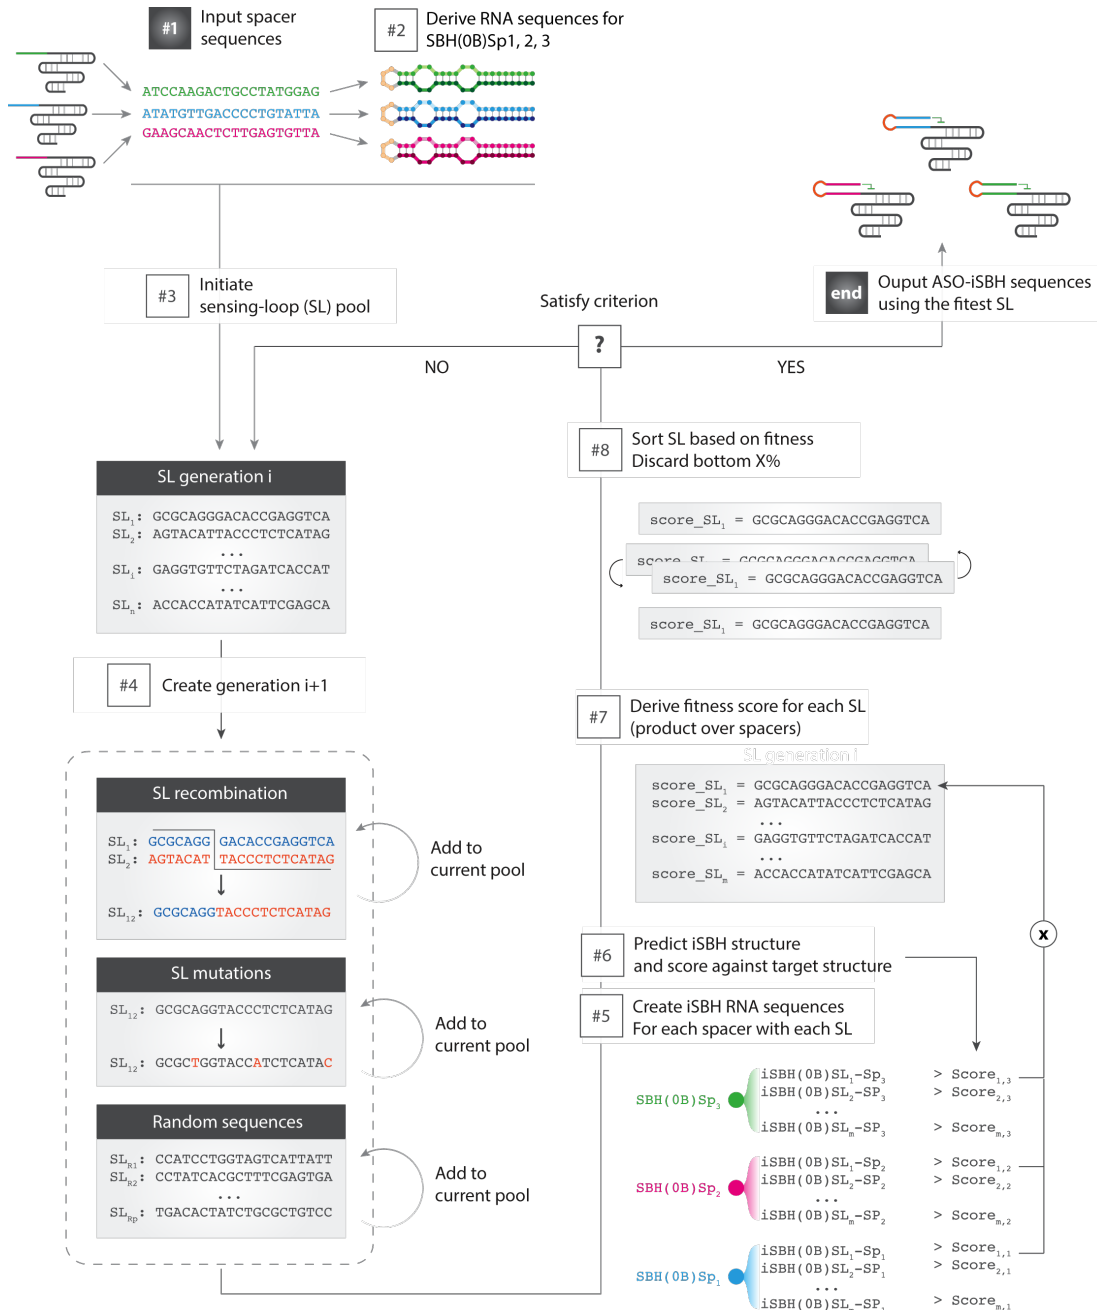 #1
Input spacer
sequences
#2
Derive RNA sequences for
SBH(0B)Sp1, 2, 3
ATCCAAGACTGCCTATGGAG
ATATGTTGACCCCTGTATTA
GAAGCAACTCTTGAGTGTTA
#3
Initiate
sensing-loop (SL) pool
Satisfy criterion
?
NO
YES
end
Ouput ASO-iSBH sequences
using the fitest SL
SL generation i
SL1: GCGCAGGGACACCGAGGTCA
SL2: AGTACATTACCCTCTCATAG
...
SLi: GAGGTGTTCTAGATCACCAT
...
SLn: ACCACCATATCATTCGAGCA
#4
Create generation i+1
SL recombination
SL1: GCGCAGG GACACCGAGGTCA
SL2: AGTACAT TACCCTCTCATAG
SL12: GCGCAGGTACCCTCTCATAG
Add to
current pool
SL mutations
SL12: GCGCAGGTACCCTCTCATAG
SL12: GCGCTGGTACCATCTCATAC
Add to
current pool
Random sequences
SLR1: CCATCCTGGTAGTCATTATT
SLR2: CCTATCACGCTTTCGAGTGA
...
SLRp: TGACACTATCTGCGCTGTCC
Add to
current pool
#8
Sort SL based on fitness
Discard bottom X%
score_SL1 = GCGCAGGGACACCGAGGTCA
score_SL = GCGCAGGGACACCGAGGTCA
score_SL1 = GCGCAGGGACACCGAGGTCA
score_SL1 = GCGCAGGGACACCGAGGTCA
#7
Derive fitness score for each SL
(product over spacers)
SL generation i
score_SL1 = GCGCAGGGACACCGAGGTCA
score_SL2 = AGTACATTACCCTCTCATAG
...
score_SLi = GAGGTGTTCTAGATCACCAT
...
score_SLm = ACCACCATATCATTCGAGCA
x
#6
Predict iSBH structure
and score against target structure
#5
Create iSBH RNA sequences
For each spacer with each SL
SBH(0B)Sp3
iSBH(0B)SL1-Sp3 > Score1,3
iSBH(0B)SL2-SP3 > Score2,3
...
iSBH(0B)SLm-SP3 > Scorem,3
SBH(0B)Sp2
iSBH(0B)SL1-Sp2 > Score1,2
iSBH(0B)SL2-SP2 > Score2,2
...
iSBH(0B)SLm-SP2 > Scorem,2
SBH(0B)Sp1
iSBH(0B)SL1-Sp1 > Score1,1
iSBH(0B)SL2-SP1 > Score2,1
...
iSBH(0B)SL-SP > Scorem,1